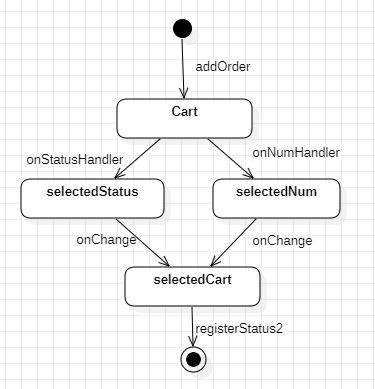 addOrder
Cart
onStatusHandler
onNumHandler
selectedStatus
selectedNum
onChange
onChange
selectedCart
registerStatus2